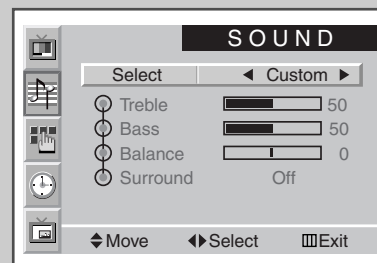 SOUND
Select ◀ Custom ▶
Treble 50
Bass 50
Balance 0
Surround Off
Move Select Exit